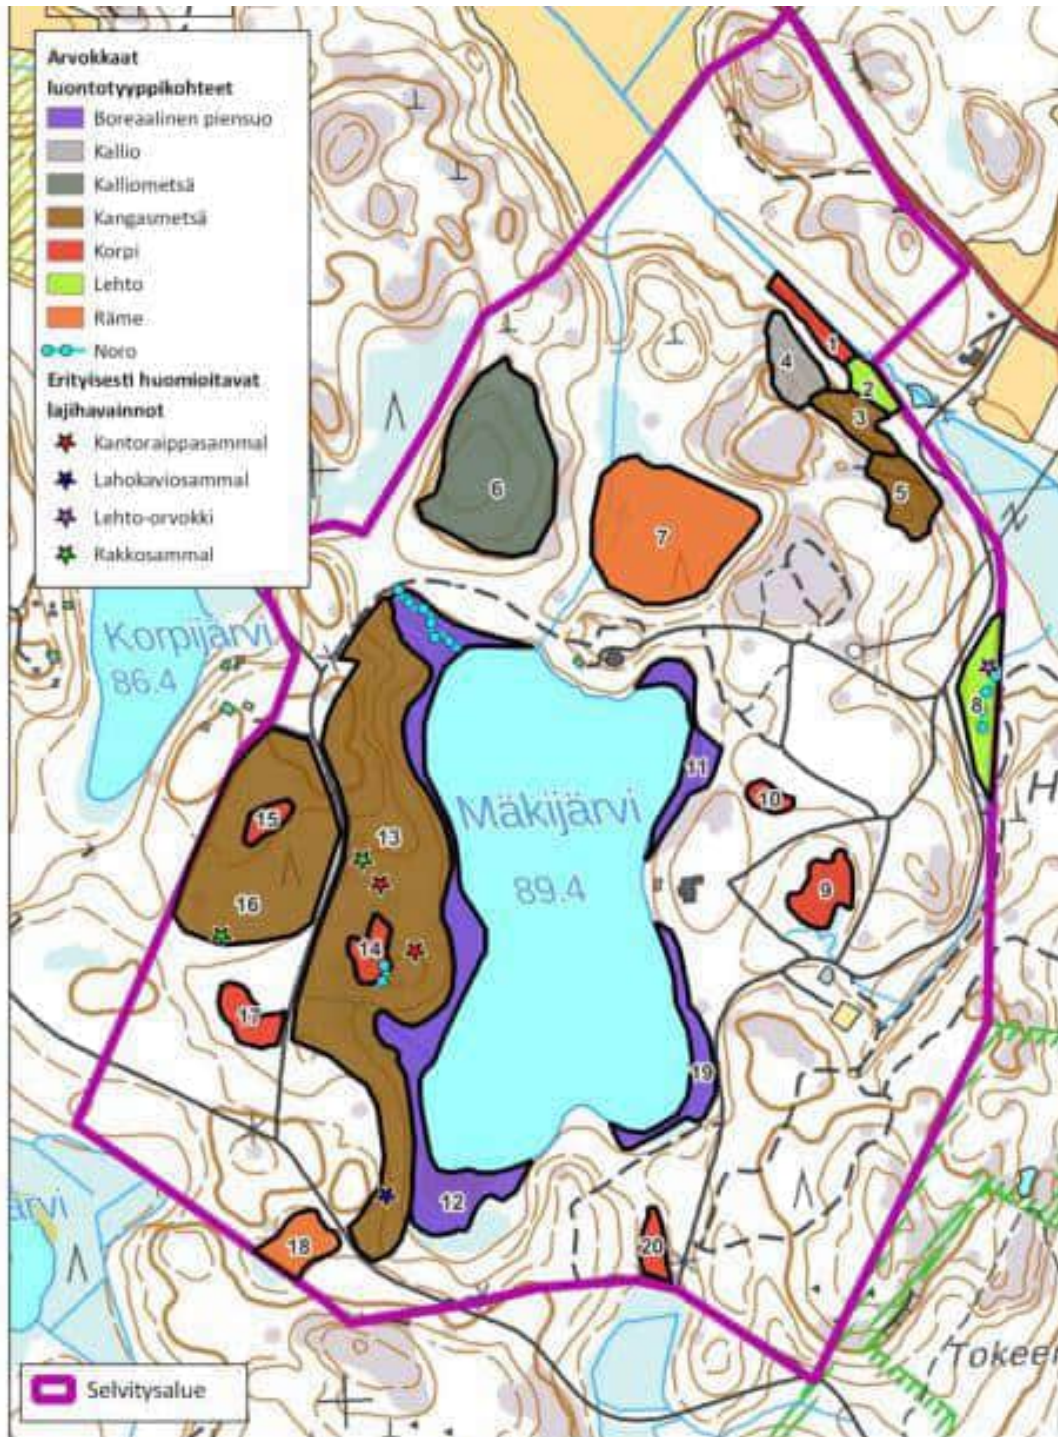 Arvokkaat
luontotyyppikohteet
Boreaalinen piensuo
Kallio
Kalliometsä
Kangasmetsä
Korpi
Lehto
Räme
Noro
Erityisesti huomioitavat
lajihavainnot
Kantoraippasammal
Lahokaviosammal
Lehto-orvokki
Rakkosammal
1
4
2
3
6
5
7
Korpijärvi
86.4
8
11
H
10
Mäkijärvi
15
13
89.4
9
16
14
17
19
12
ärvi
18
20
Tokeer
Selvitysalue